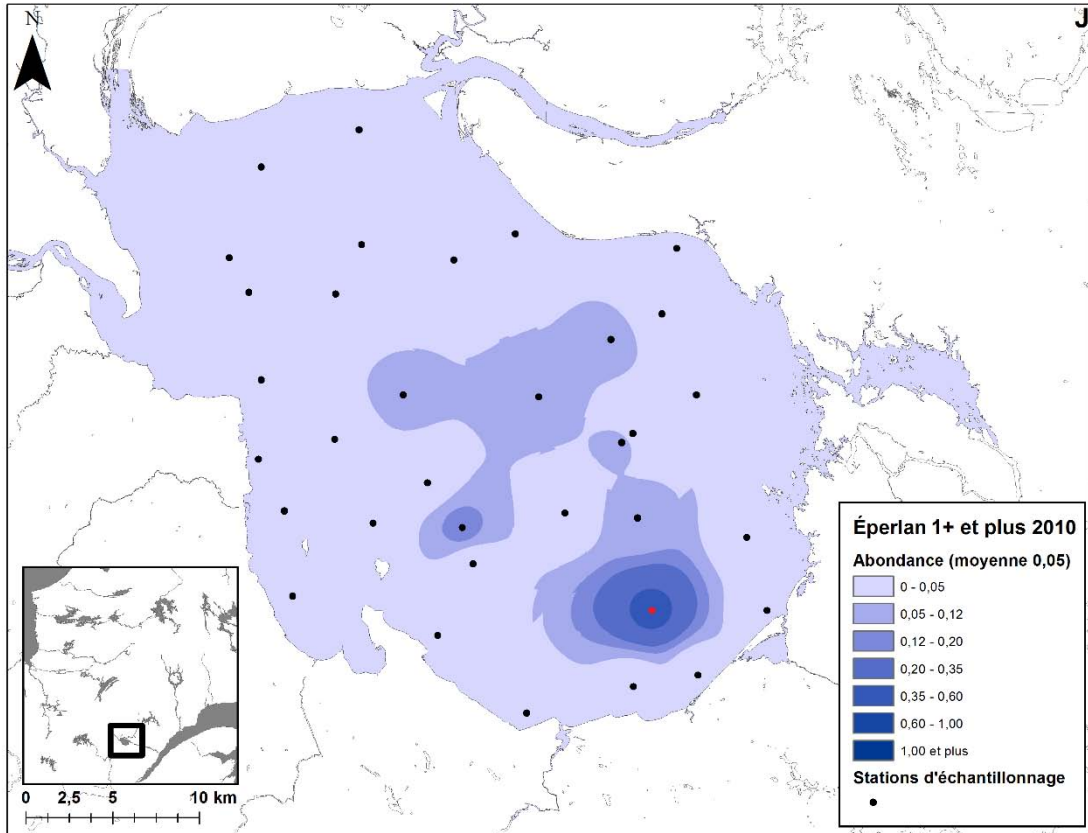 N
J
Éperlan 1+ et plus 2010
Abondance (moyenne 0,05)
0 - 0,05
0,05 - 0,12
0,12 - 0,20
0,20 - 0,35
0,35 - 0,60
0,60 - 1,00
1,00 et plus
Stations d'échantillonnage
0 2,5 5 10 km